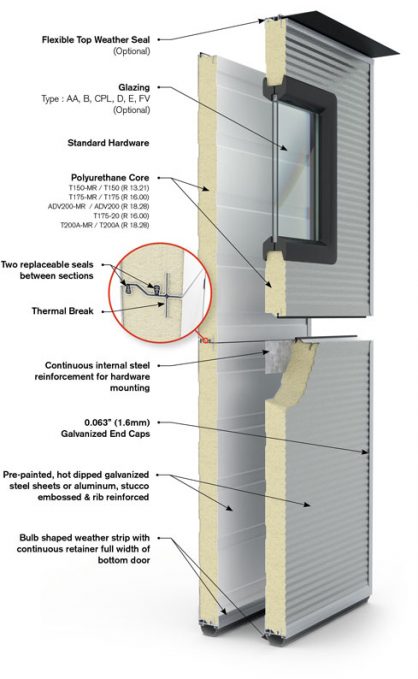 Flexible Top Weather Seal
(Optional)
Glazing
Type : AA, B, CPL, D, E, FV
(Optional)
Standard Hardware
Polyurethane Core
T150-MR / T150 (R 13.21)
T175-MR / T175 (R 16.00)
ADV200-MR / ADV200 (R 18.28)
T175-20 (R 16.00)
T200A-MR / T200A (R 18.28)
Two replaceable seals
between sections
Thermal Break
Continuous internal steel
reinforcement for hardware
mounting
0.063" (1.6mm)
Galvanized End Caps
Pre-painted, hot dipped galvanized
steel sheets or aluminum, stucco
embossed & rib reinforced
Bulb shaped weather strip with
continuous retainer full width of
bottom door